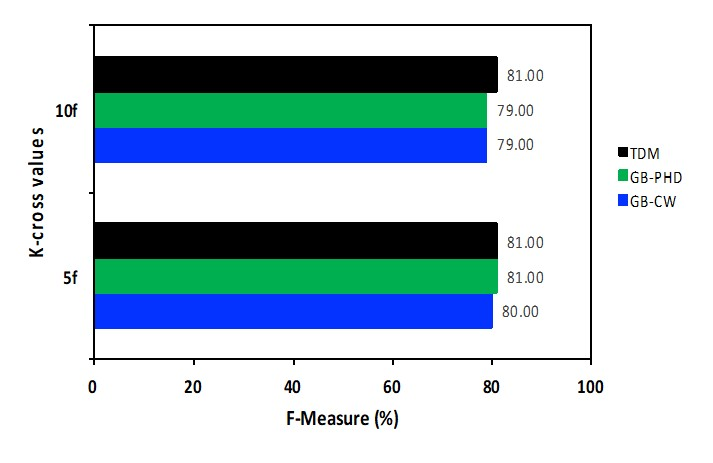 K-cross values
10f
81.00
79.00
79.00
5f
81.00
81.00
80.00
TDM
GB-PHD
GB-CW
0 20 40 60 80 100
F-Measure (%)